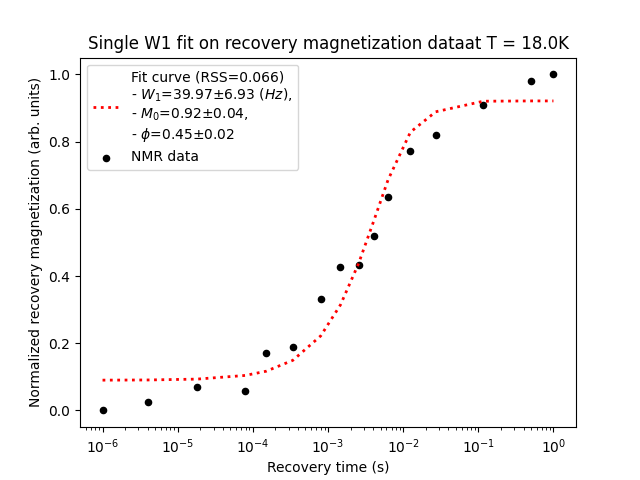 Single W1 fit on recovery magnetization dataat T = 18.0K
Normalized recovery magnetization (arb. units)
1.0
0.8
0.6
0.4
0.2
0.0
Fit curve (RSS=0.066)
- W₁=39.97±6.93 (Hz),
- M₀=0.92±0.04,
- ϕ=0.45±0.02
NMR data
10⁻⁶ 10⁻⁵ 10⁻⁴ 10⁻³ 10⁻² 10⁻¹ 10⁰
Recovery time (s)